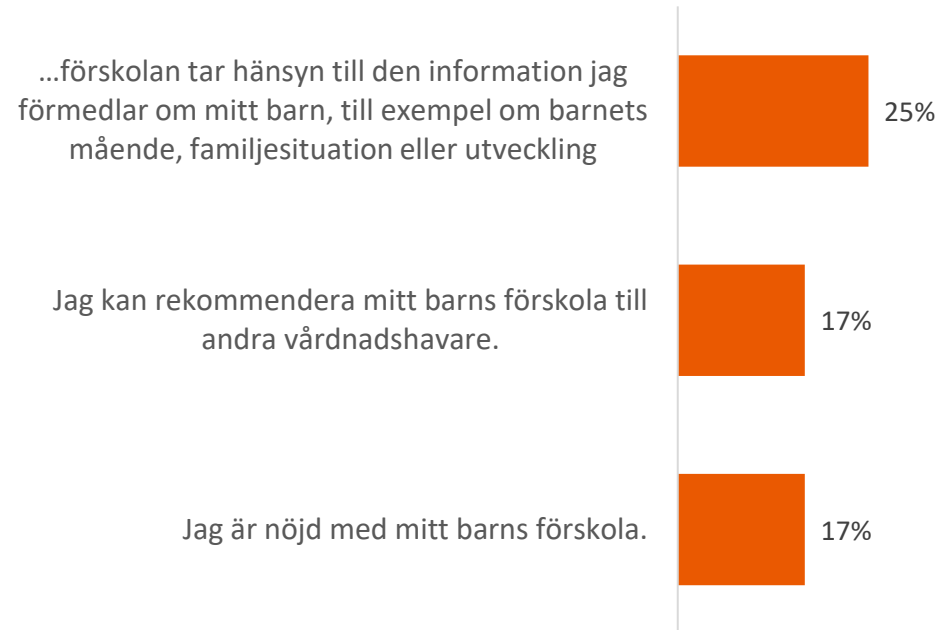 …förskolan tar hänsyn till den information jag
förmedlar om mitt barn, till exempel om barnets
mående, familjesituation eller utveckling
25%
Jag kan rekommendera mitt barns förskola till
andra vårdnadshavare.
17%
Jag är nöjd med mitt barns förskola.
17%